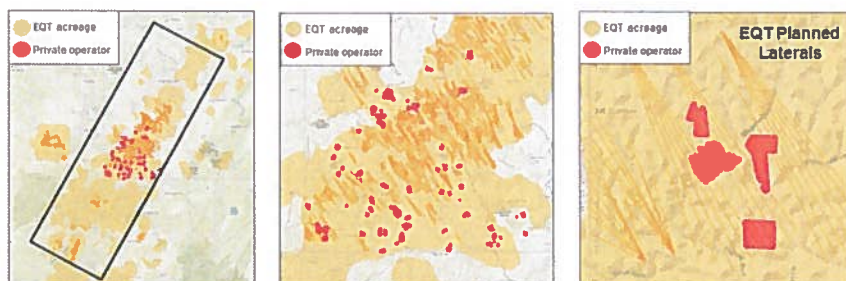 EQT acreage
Private operator
EQT acreage
Private operator
EQT acreage
Private operator
EQT Planned
Laterals